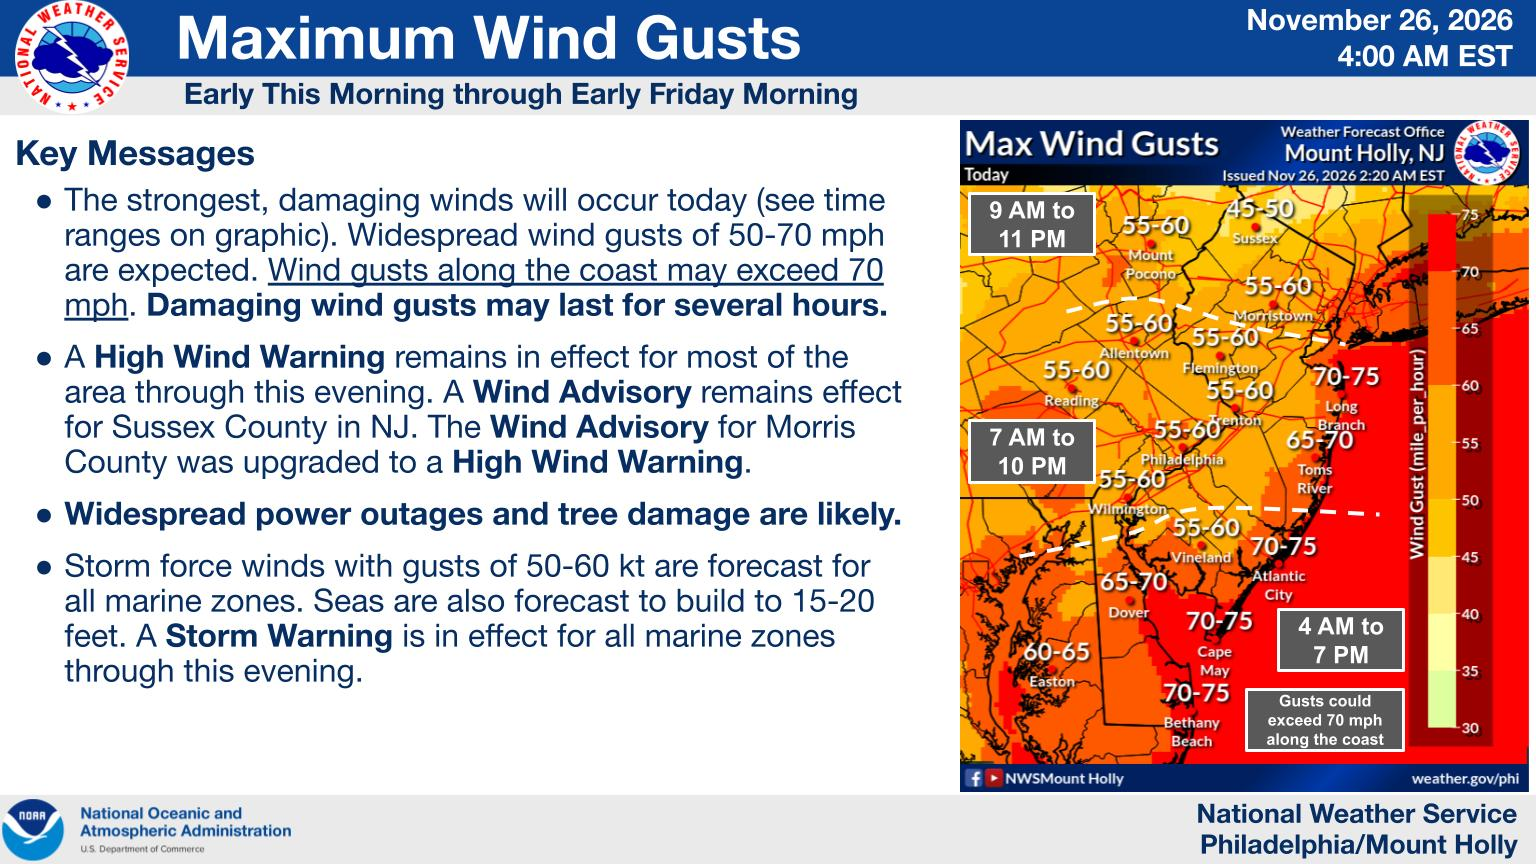 Maximum Wind Gusts
November 26, 2026
4:00 AM EST
Early This Morning through Early Friday Morning
NATIONAL WEATHER SERVICE
Key Messages
● The strongest, damaging winds will occur today (see time
ranges on graphic). Widespread wind gusts of 50-70 mph
are expected. Wind gusts along the coast may exceed 70
mph. Damaging wind gusts may last for several hours.
● A High Wind Warning remains in effect for most of the
area through this evening. A Wind Advisory remains effect
for Sussex County in NJ. The Wind Advisory for Morris
County was upgraded to a High Wind Warning.
● Widespread power outages and tree damage are likely.
● Storm force winds with gusts of 50-60 kt are forecast for
all marine zones. Seas are also forecast to build to 15-20
feet. A Storm Warning is in effect for all marine zones
through this evening.
Max Wind Gusts
Weather Forecast Office
Mount Holly, NJ
Today
Issued Nov 26, 2026 2:20 AM EST
NATIONAL WEATHER SERVICE
9 AM to
11 PM
55-60
Mount
Pocono
45-50
Sussex
55-60
Morristown
55-60
Allentown
55-60
Flemington
55-60
Reading
55-60
Trenton
70-75
Long
Branch
7 AM to
10 PM
55-60
Philadelphia
65-70
Toms
River
55-60
Wilmington
55-60
Vineland
70-75
Atlantic
City
65-70
Dover
70-75
Cape
May
4 AM to
7 PM
60-65
Easton
70-75
Bethany
Beach
Gusts could
exceed 70 mph
along the coast
Wind Gust (mile_per_hour)
75
70
65
60
55
50
45
40
35
30
NWSMount Holly
weather.gov/phi
NOAA
National Oceanic and
Atmospheric Administration
U.S. Department of Commerce
National Weather Service
Philadelphia/Mount Holly